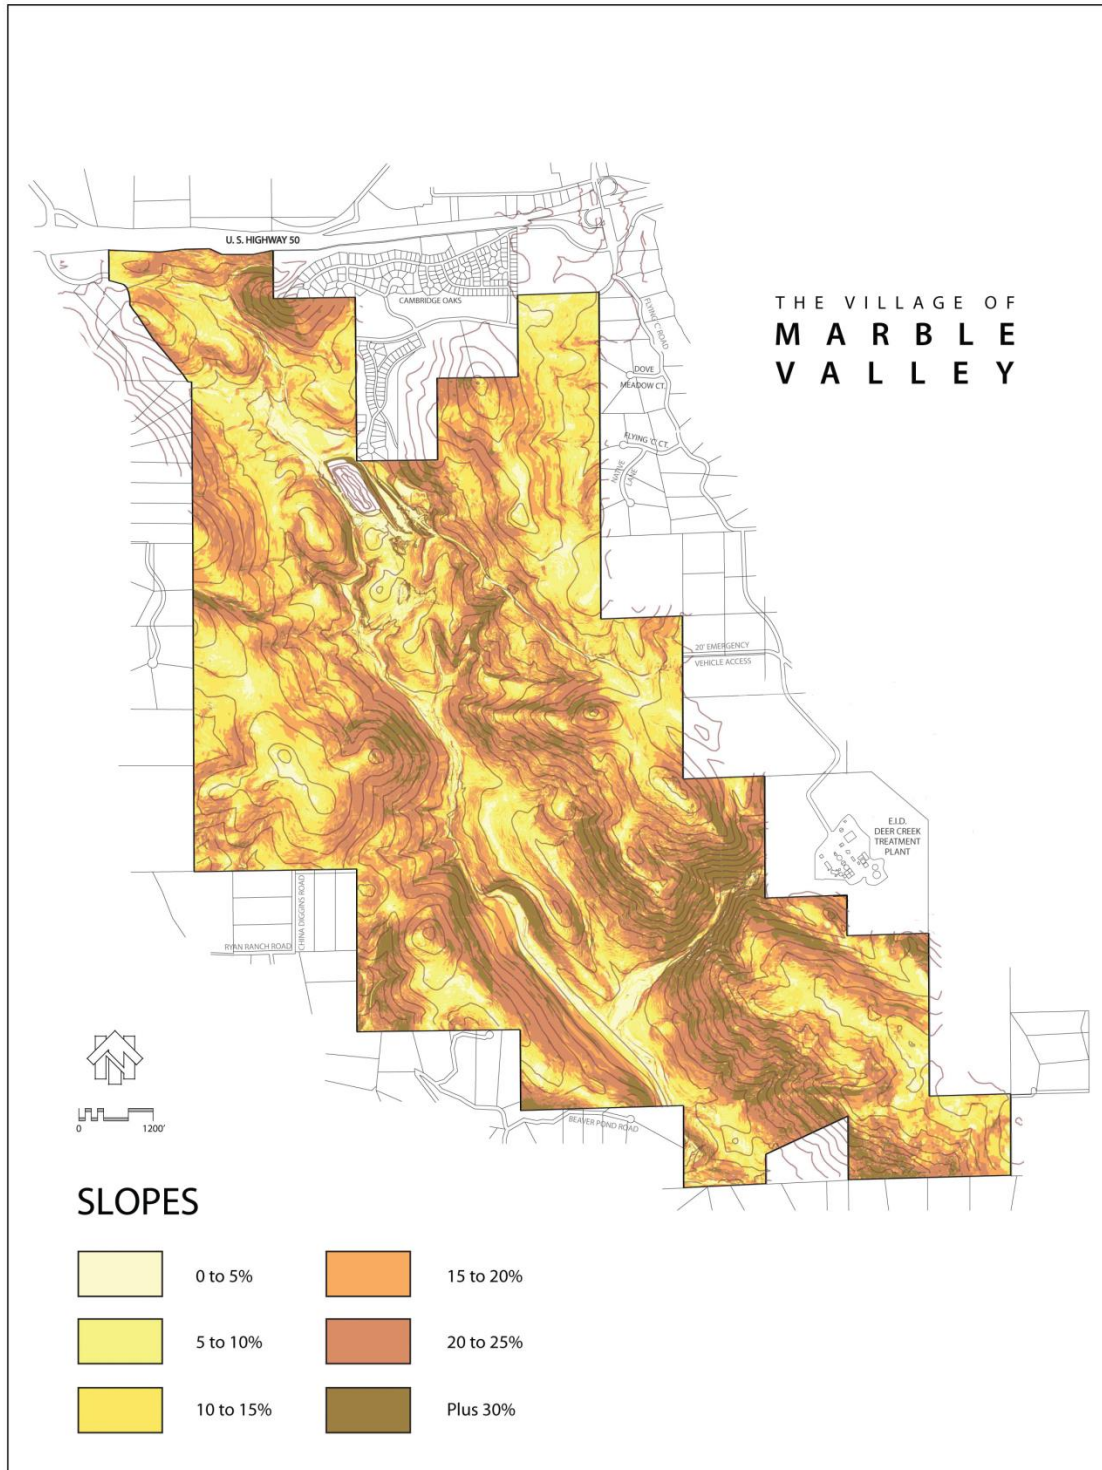 U. S. HIGHWAY 50
CAMBRIDGE OAKS
THE VILLAGE OF
MARBLE
VALLEY
FLYING 'C' ROAD
DOVE
MEADOW CT.
FLYING 'C' CT.
NATIVE
LANE
20' EMERGENCY
VEHICLE ACCESS
E.I.D.
DEER CREEK
TREATMENT
PLANT
CHINA DIGGINS ROAD
RYAN RANCH ROAD
BEAVER POND ROAD
N
0 1200'
SLOPES
0 to 5%
15 to 20%
5 to 10%
20 to 25%
10 to 15%
Plus 30%